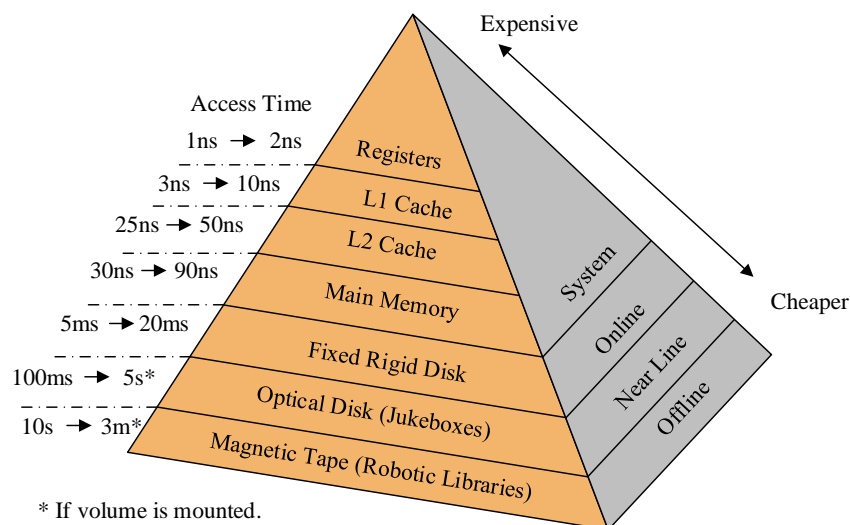 Expensive
Access Time
1ns → 2ns
Registers
3ns → 10ns
L1 Cache
25ns → 50ns
L2 Cache
30ns → 90ns
Main Memory
5ms → 20ms
Fixed Rigid Disk
100ms → 5s*
Optical Disk (Jukeboxes)
10s → 3m*
Magnetic Tape (Robotic Libraries)
System
Online
Near Line
Offline
Cheaper
* If volume is mounted.